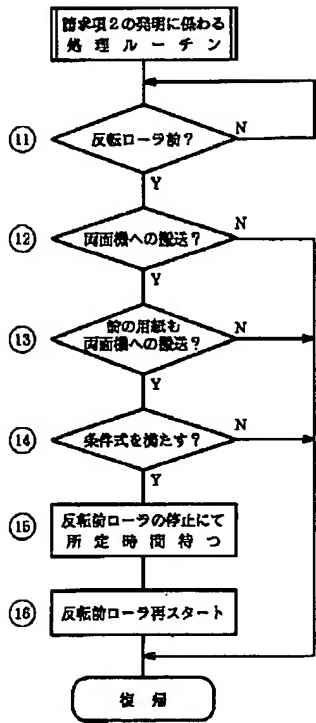 請求項2の発明に係わる
処理ルーチン
⑪
反転ローラ前?
N
Y
⑫
両面機への搬送?
N
Y
⑬
前の用紙も
両面機への搬送?
N
Y
⑭
条件式を満たす?
N
Y
⑮
反転前ローラの停止にて
所定時間待つ
⑯
反転前ローラ再スタート
復帰